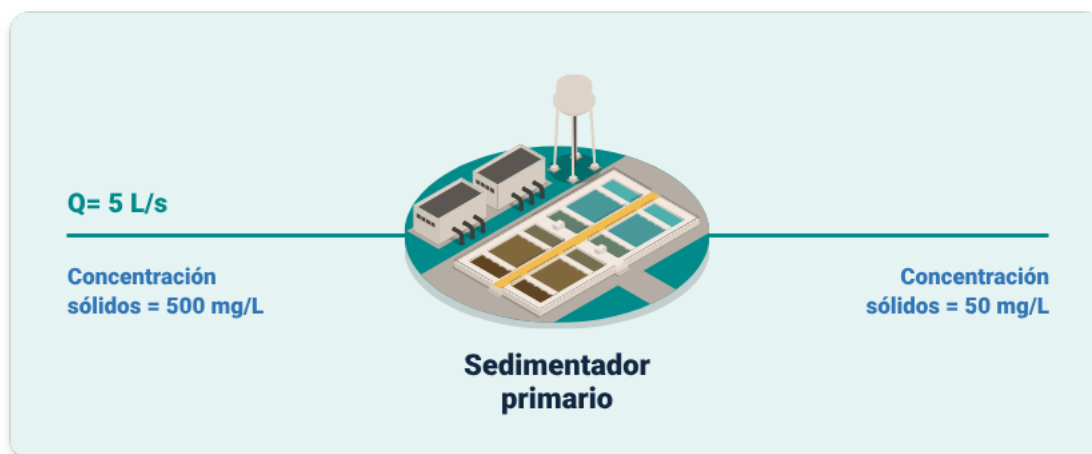 Q= 5 L/s
Concentración
sólidos = 500 mg/L
Concentración
sólidos = 50 mg/L
Sedimentador
primario